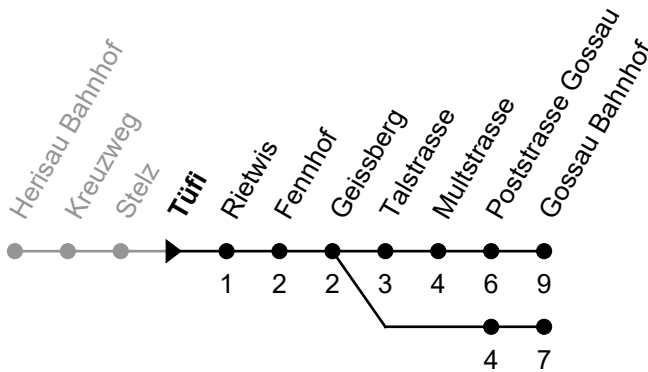 Herisau Bahnhof
Kreuzweg
Stelz
Tüfi
Rietwis
Fennhof
Geissberg
Talstrasse
Multstrasse
Poststrasse Gossau
Gossau Bahnhof
1 2 2 3 4 6 9
4 7